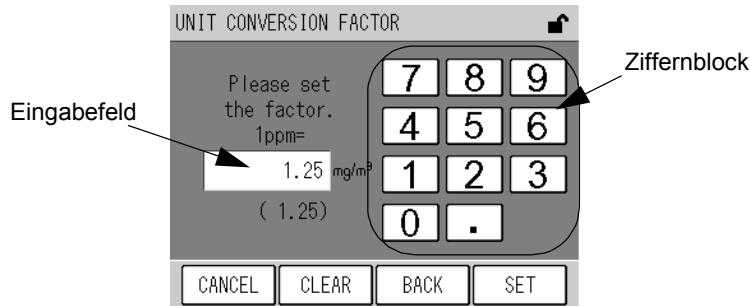 UNIT CONVERSION FACTOR
Please set
the factor.
1ppm=
1.25 mg/m³
( 1.25)
7 8 9
4 5 6
1 2 3
0 .
CANCEL CLEAR BACK SET
Eingabefeld
Ziffernblock